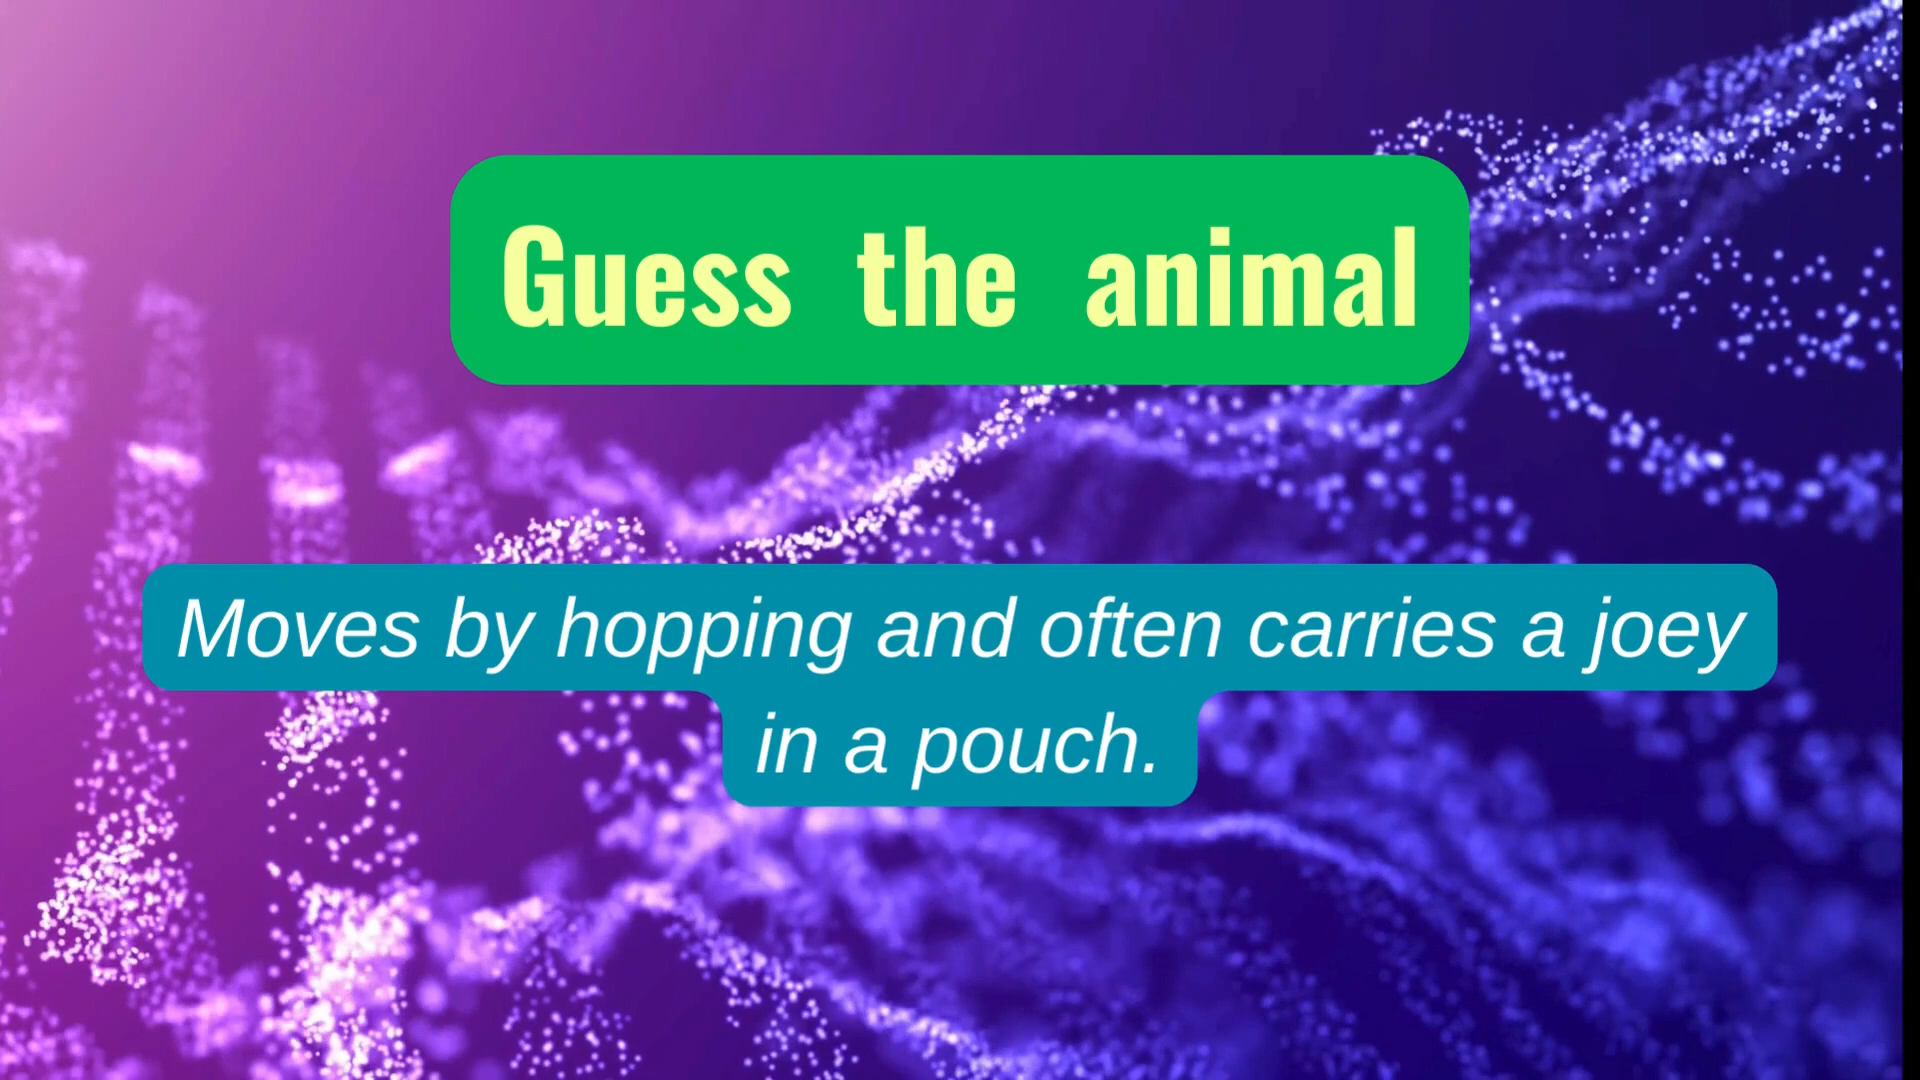 Guess the animal
Moves by hopping and often carries a joey
in a pouch.